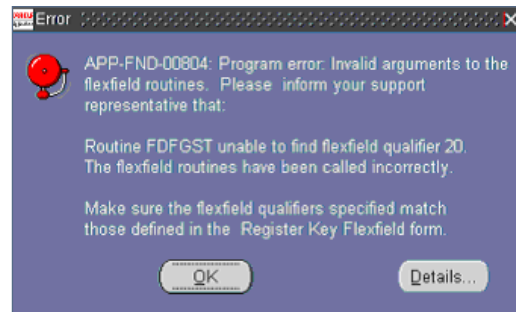 Error
APP-FND-00804: Program error: Invalid arguments to the
flexfield routines. Please inform your support
representative that:
Routine FDFGST unable to find flexfield qualifier 20.
The flexfield routines have been called incorrectly.
Make sure the flexfield qualifiers specified match
those defined in the Register Key Flexfield form.
OK
Details...